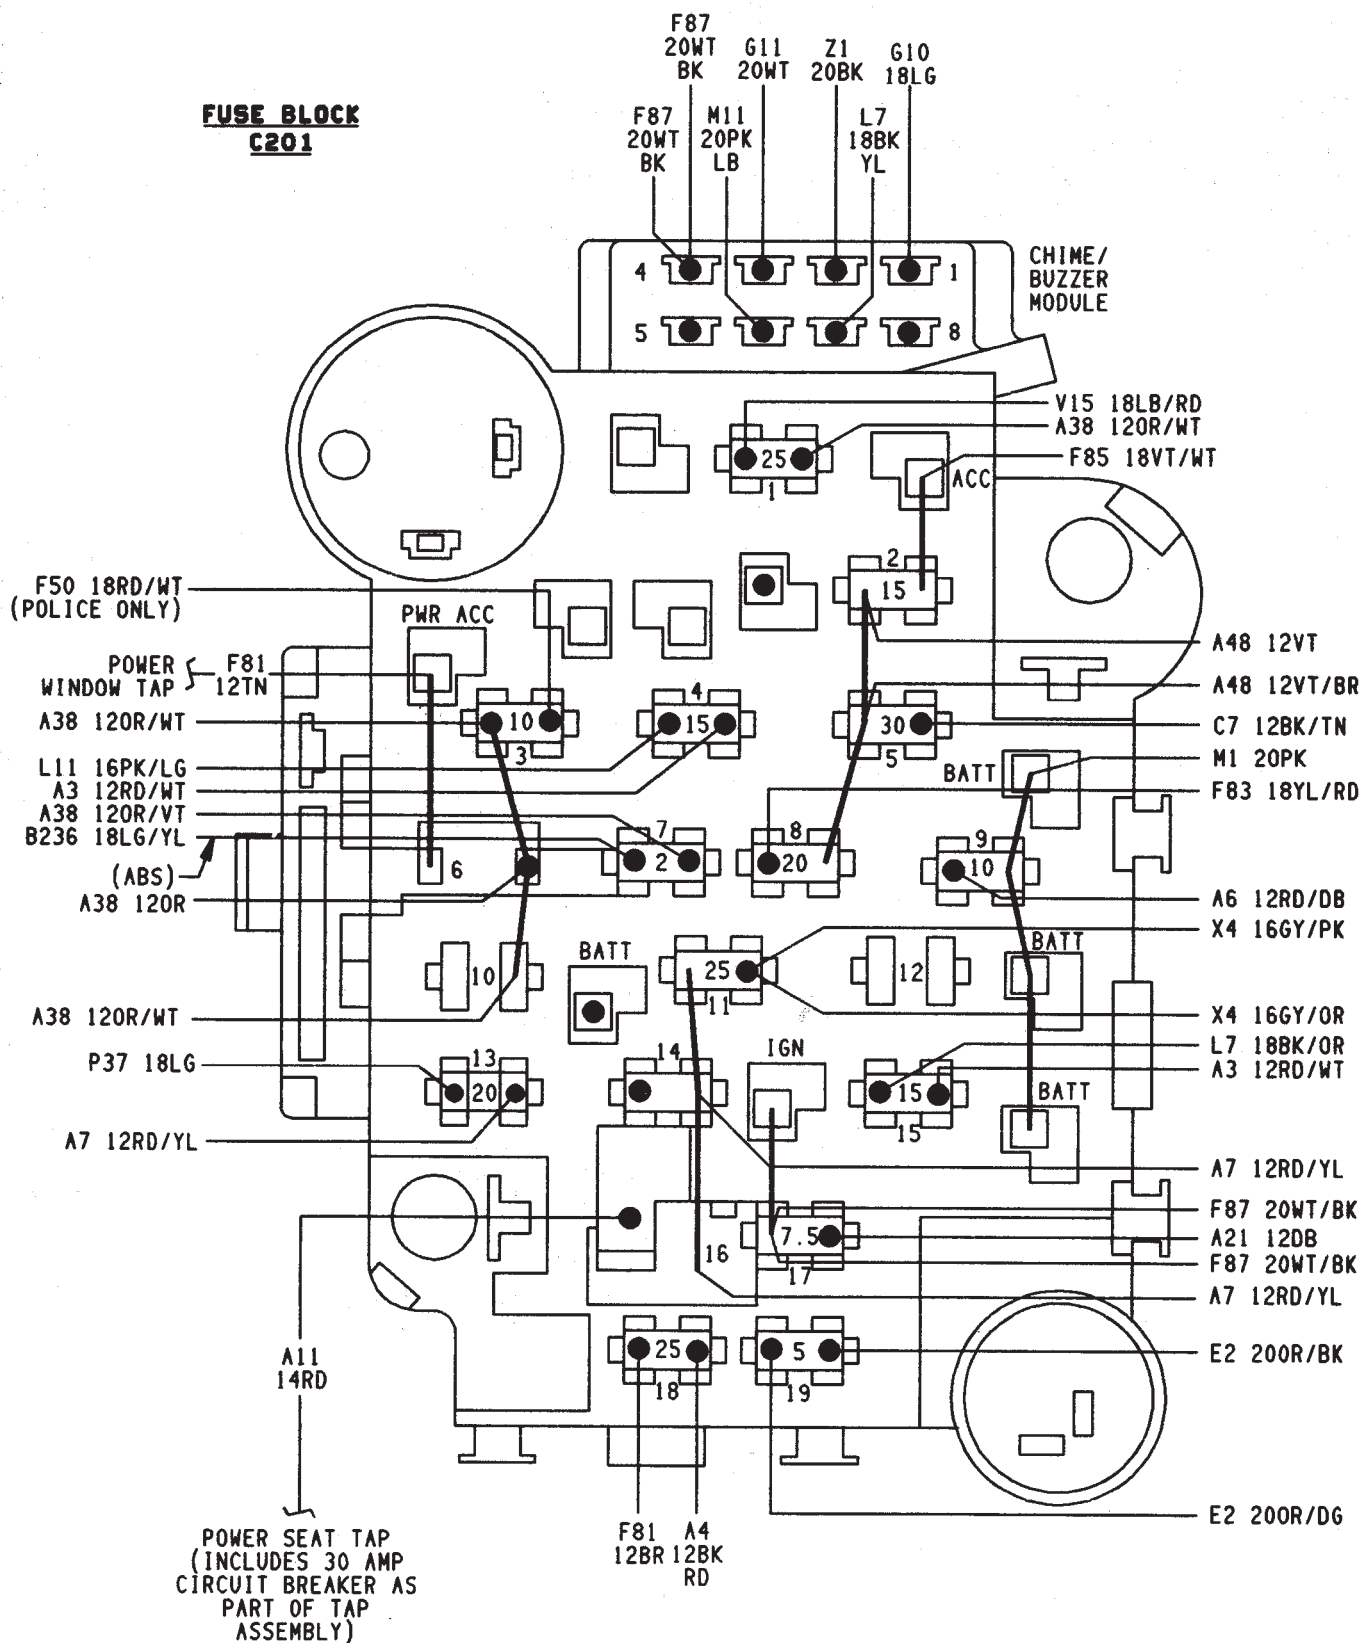 FUSE BLOCK
C201
F87
20WT
BK
G11
20WT
Z1
20BK
G10
18LG
F87
20WT
BK
M11
20PK
LB
L7
18BK
YL
4
1
5
8
CHIME/
BUZZER
MODULE
V15 18LB/RD
A38 12OR/WT
F85 18VT/WT
25
1
ACC
2
15
F50 18RD/WT
(POLICE ONLY)
PWR ACC
POWER
WINDOW TAP
F81
12TN
A48 12VT
A48 12VT/BR
A38 12OR/WT
10
3
4
15
30
5
C7 12BK/TN
BATT
M1 20PK
L11 16PK/LG
A3 12RD/WT
F83 18YL/RD
A38 12OR/VT
B236 18LG/YL
(ABS)
6
7
2
8
20
9
10
A38 12OR
A6 12RD/DB
X4 16GY/PK
10
BATT
25
11
12
BATT
A38 12OR/WT
X4 16GY/OR
P37 18LG
13
20
14
IGN
15
15
L7 18BK/OR
A3 12RD/WT
BATT
A7 12RD/YL
A7 12RD/YL
F87 20WT/BK
7.5
A21 12DB
16
17
F87 20WT/BK
A7 12RD/YL
A11
14RD
25
18
5
19
E2 20OR/BK
E2 20OR/DG
F81
12BR
A4
12BK
RD
POWER SEAT TAP
(INCLUDES 30 AMP
CIRCUIT BREAKER AS
PART OF TAP
ASSEMBLY)